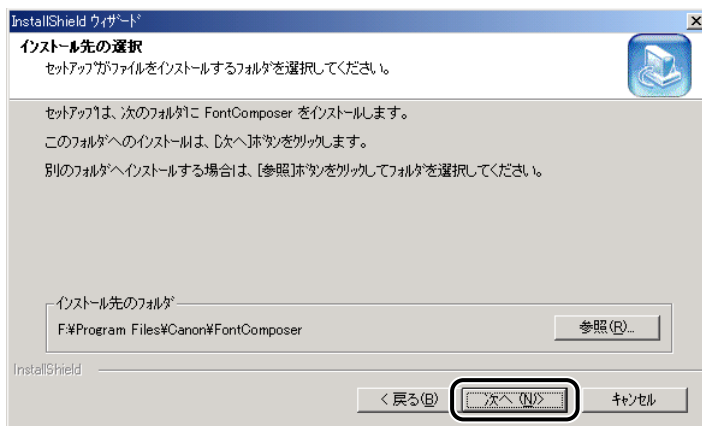 InstallShield ウィザード
インストール先の選択
セットアップがファイルをインストールするフォルダを選択してください。
セットアップは、次のフォルダに FontComposer をインストールします。
このフォルダへのインストールは、[次へ]ボタンをクリックします。
別のフォルダへインストールする場合は、[参照]ボタンをクリックしてフォルダを選択してください。
インストール先のフォルダ
F:¥Program Files¥Canon¥FontComposer
参照(R)...
InstallShield
< 戻る(B)
次へ (N)>
キャンセル